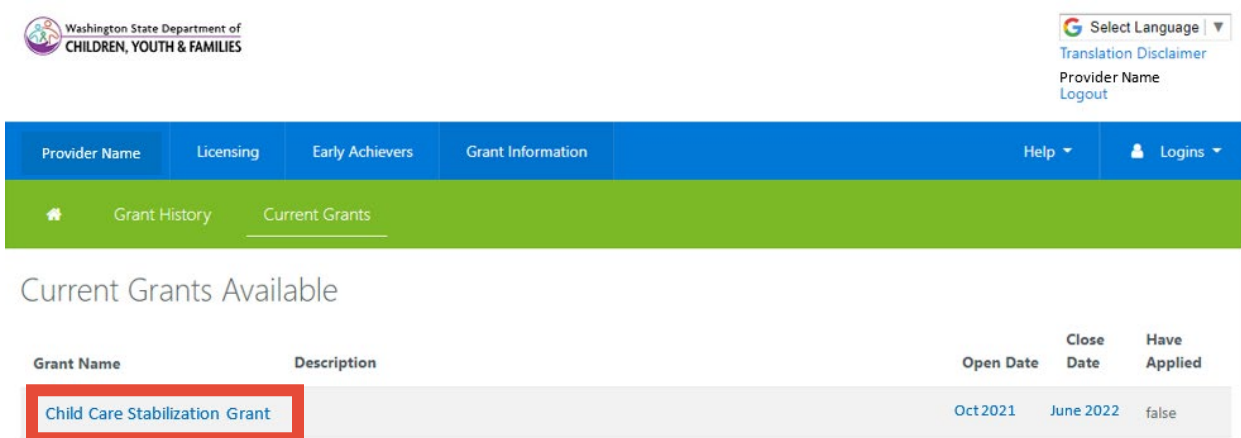 Washington State Department of
CHILDREN, YOUTH & FAMILIES
Select Language ▼
Translation Disclaimer
Provider Name
Logout
Provider Name Licensing Early Achievers Grant Information Help Logins
Grant History Current Grants
Current Grants Available
Grant Name Description Open Date Close Date Have Applied
Child Care Stabilization Grant Oct 2021 June 2022 false